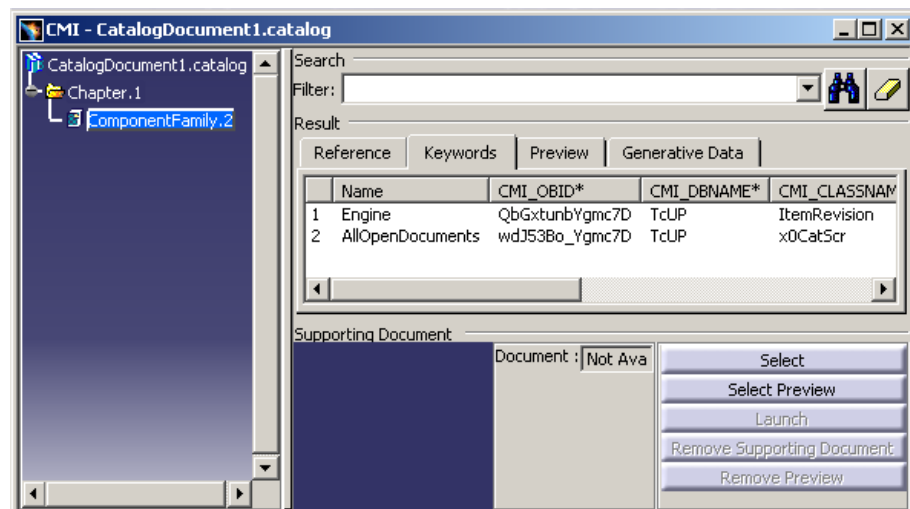 CMI - CatalogDocument1.catalog
CatalogDocument1.catalog
Chapter.1
ComponentFamily.2
Search
Filter:
Result
Reference Keywords Preview Generative Data
Name CMI_OBID* CMI_DBNAME* CMI_CLASSNAM
1 Engine QbGxtunbYgmc7D TcUP ItemRevision
2 AllOpenDocuments wdJ53Bo_Ygmc7D TcUP x0CatScr
Supporting Document
Document : Not Ava
Select
Select Preview
Launch
Remove Supporting Document
Remove Preview